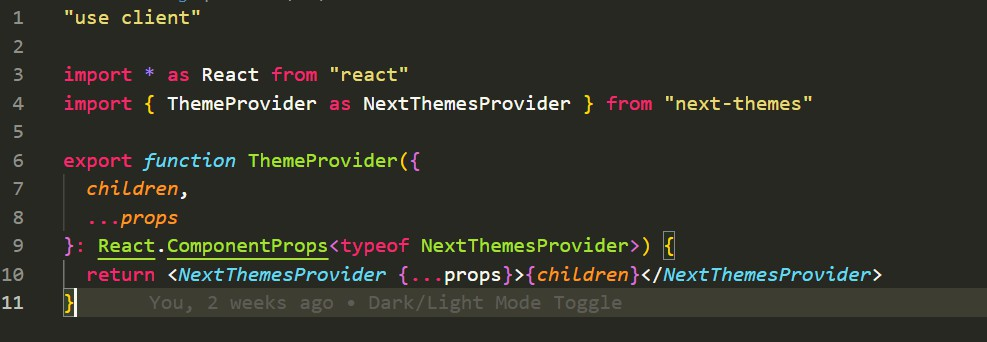 1 "use client"
2
3 import * as React from "react"
4 import { ThemeProvider as NextThemesProvider } from "next-themes"
5
6 export function ThemeProvider({
7   children,
8   ...props
9 }: React.ComponentProps<typeof NextThemesProvider>) {
10   return <NextThemesProvider {...props}>{children}</NextThemesProvider>
11 } You, 2 weeks ago • Dark/Light Mode Toggle